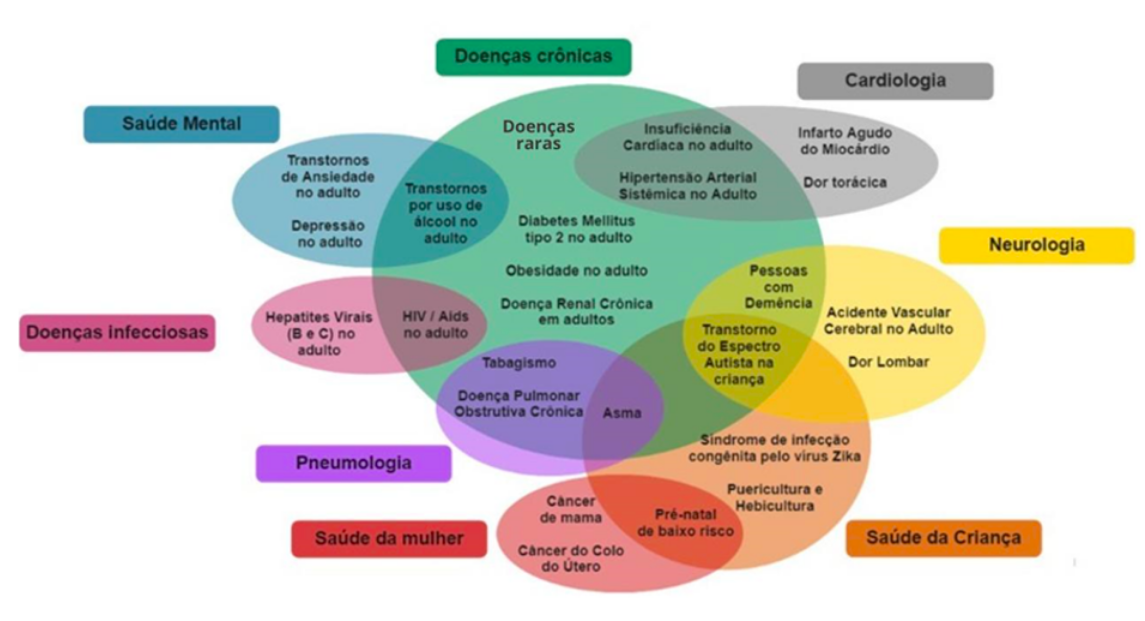 Doenças crônicas
Cardiologia
Saúde Mental
Doenças
raras
Insuficiência
Cardíaca no adulto
Hipertensão Arterial
Sistêmica no Adulto
Infarto Agudo
do Miocárdio
Dor torácica
Transtornos
de Ansiedade
no adulto
Depressão
no adulto
Transtornos
por uso de
álcool no
adulto
Diabetes Mellitus
tipo 2 no adulto
Obesidade no adulto
Doença Renal Crônica
em adultos
Neurologia
Pessoas
com
Demência
Acidente Vascular
Cerebral no Adulto
Dor Lombar
Transtorno
do Espectro
Autista na
criança
Doenças infecciosas
Hepatites Virais
(B e C) no
adulto
HIV / Aids
no adulto
Tabagismo
Doença Pulmonar
Obstrutiva Crônica
Asma
Pneumologia
Síndrome de infecção
congênita pelo vírus Zika
Puericultura e
Hebicultura
Saúde da mulher
Câncer
de mama
Câncer do Colo
do Útero
Pré-natal
de baixo risco
Saúde da Criança